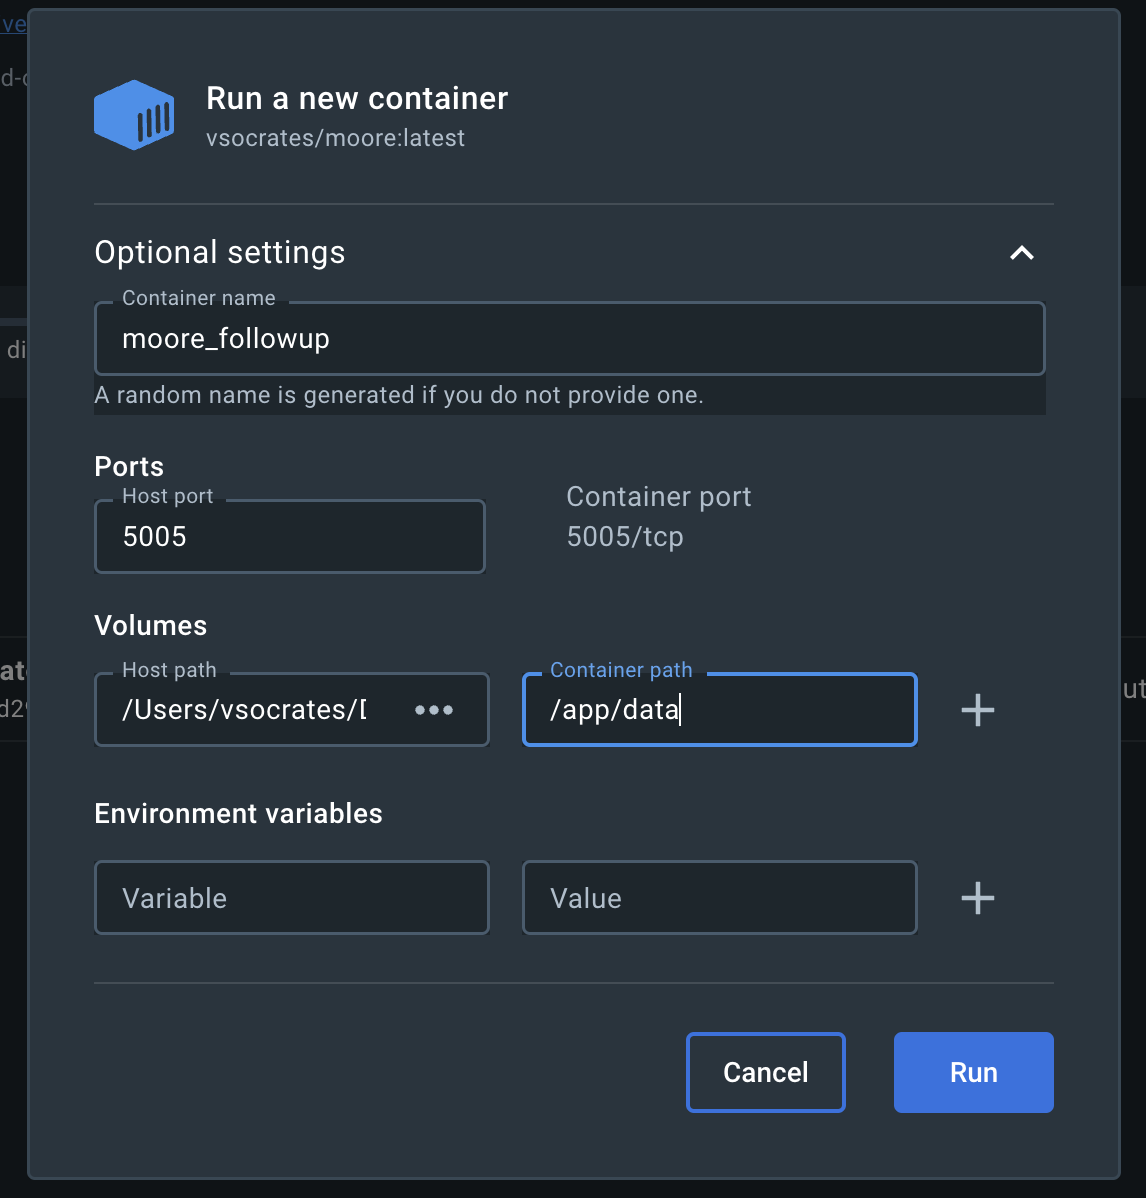 Run a new container
vsocrates/moore:latest
Optional settings
Container name
moore_followup
A random name is generated if you do not provide one.
Ports
Host port
5005
Container port
5005/tcp
Volumes
Host path
/Users/vsocrates/
Container path
/app/data
Environment variables
Variable
Value
Cancel
Run